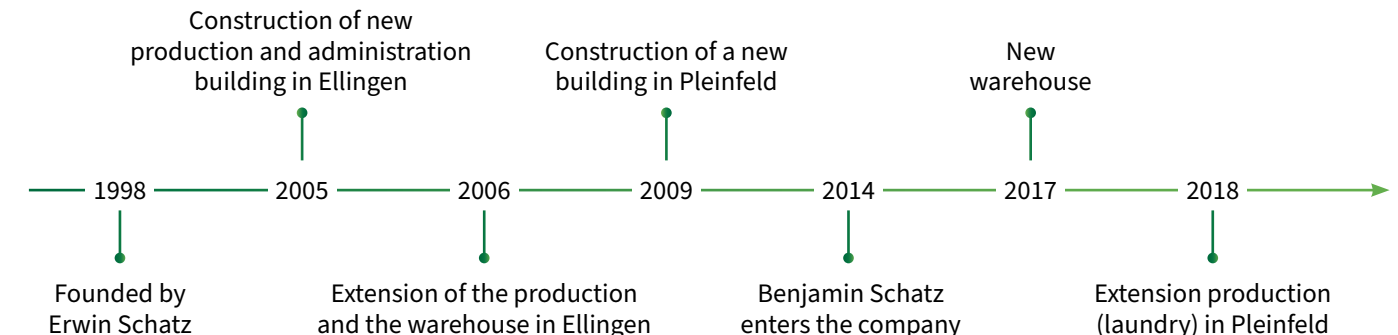 Construction of new
production and administration
building in Ellingen
Construction of a new
building in Pleinfeld
New
warehouse
1998
2005
2006
2009
2014
2017
2018
Founded by
Erwin Schatz
Extension of the production
and the warehouse in Ellingen
Benjamin Schatz
enters the company
Extension production
(laundry) in Pleinfeld